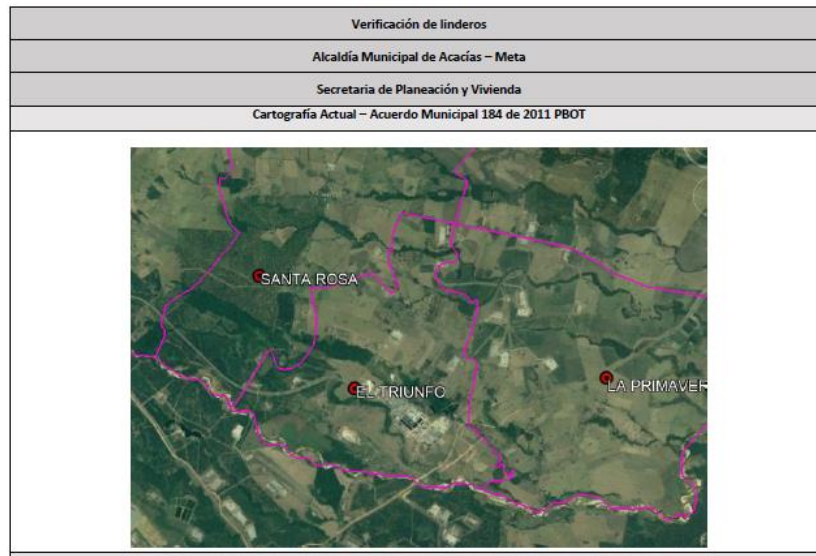 Verificación de linderos
Alcaldía Municipal de Acacías – Meta
Secretaria de Planeación y Vivienda
Cartografía Actual – Acuerdo Municipal 184 de 2011 PBOT
SANTA ROSA
EL TRIUNFO
LA PRIMAVER